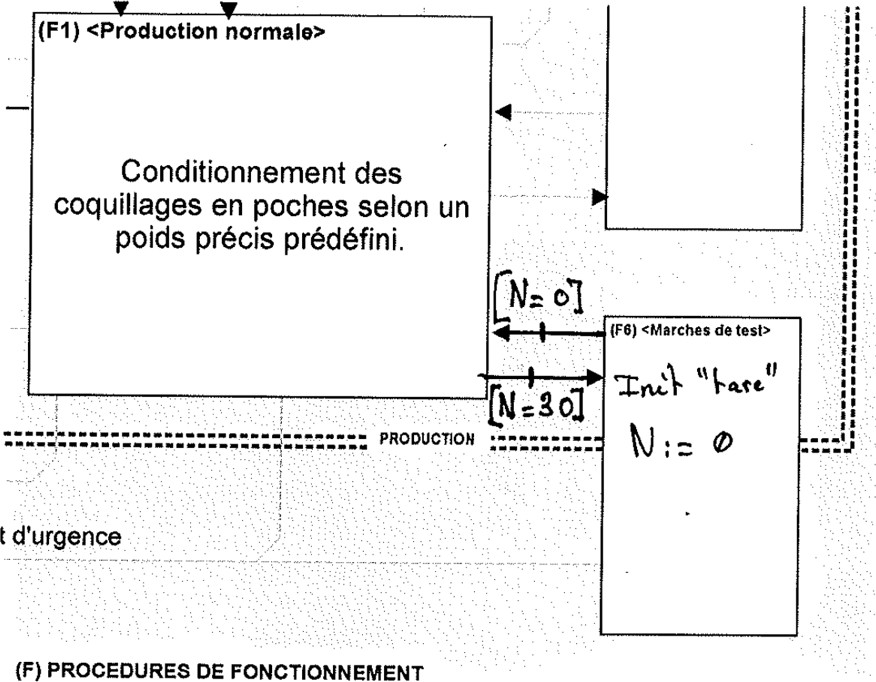 (F1) <Production normale>
Conditionnement des
coquillages en poches selon un
poids précis prédéfini.
[N= 0]
(F6) <Marches de test>
Init "tare"
[N=30]
N := 0
PRODUCTION
t d'urgence
(F) PROCEDURES DE FONCTIONNEMENT